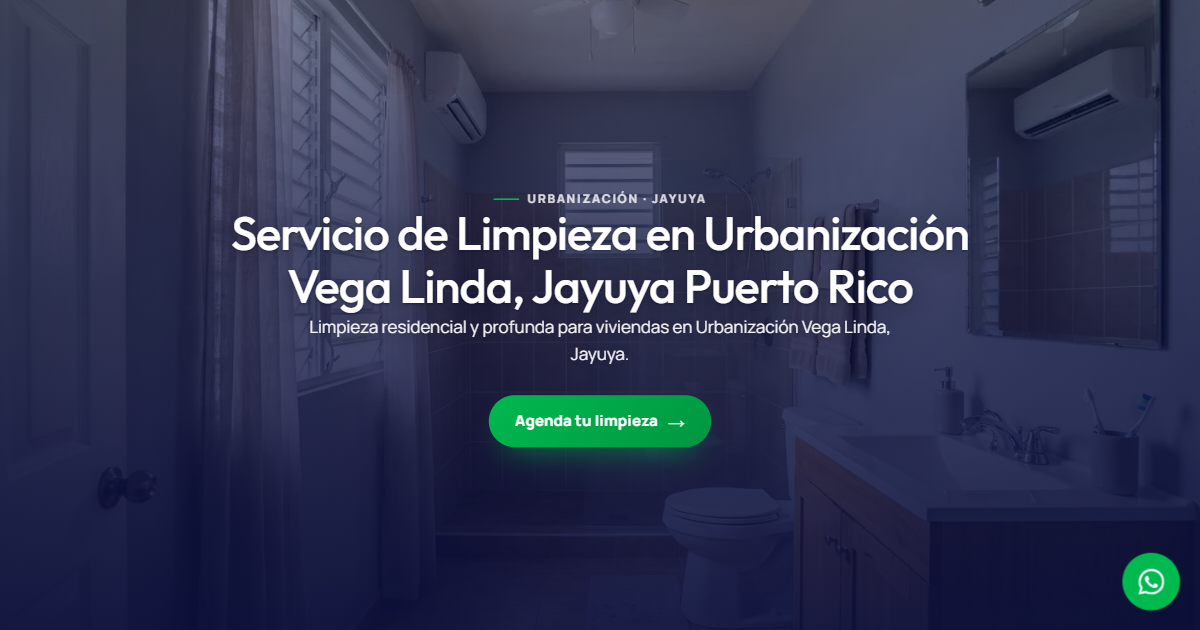 URBANIZACIÓN · JAYUYA
Servicio de Limpieza en Urbanización
Vega Linda, Jayuya Puerto Rico
Limpieza residencial y profunda para viviendas en Urbanización Vega Linda,
Jayuya.
Agenda tu limpieza →